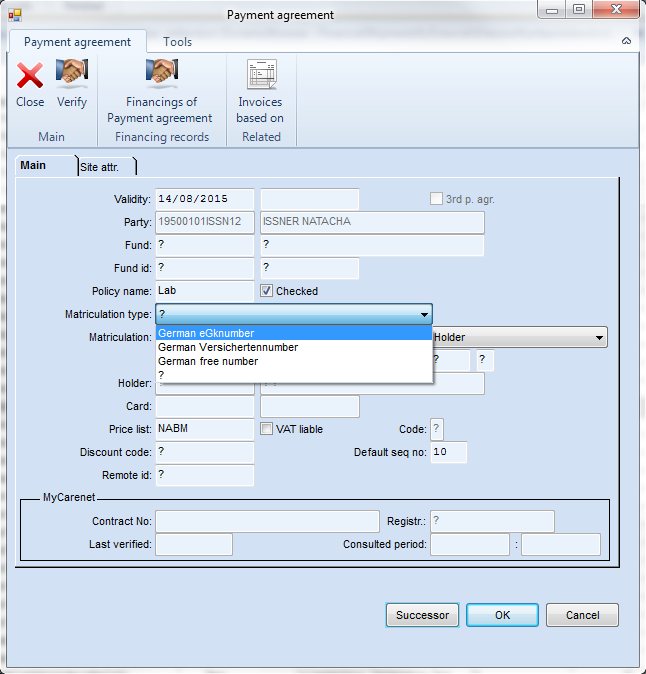 Payment agreement
Payment agreement Tools
Close Verify Financings of Payment agreement Invoices based on
Main Financing records Related
Main Site attr.
Validity: 14/08/2015 3rd p. agr.
Party: 19500101ISSN12 ISSNER NATACHA
Fund: ? ?
Fund id: ? ?
Policy name: Lab Checked
Matriculation type: ?
German eGknumber
Matriculation: Holder
German Versichertennumber
German free number ? ?
?
Holder:
Card:
Price list: NABM VAT liable Code: ?
Discount code: ? Default seq no: 10
Remote id: ?
MyCarenet
Contract No: Registr.: ?
Last verified: Consulted period: :
Successor OK Cancel